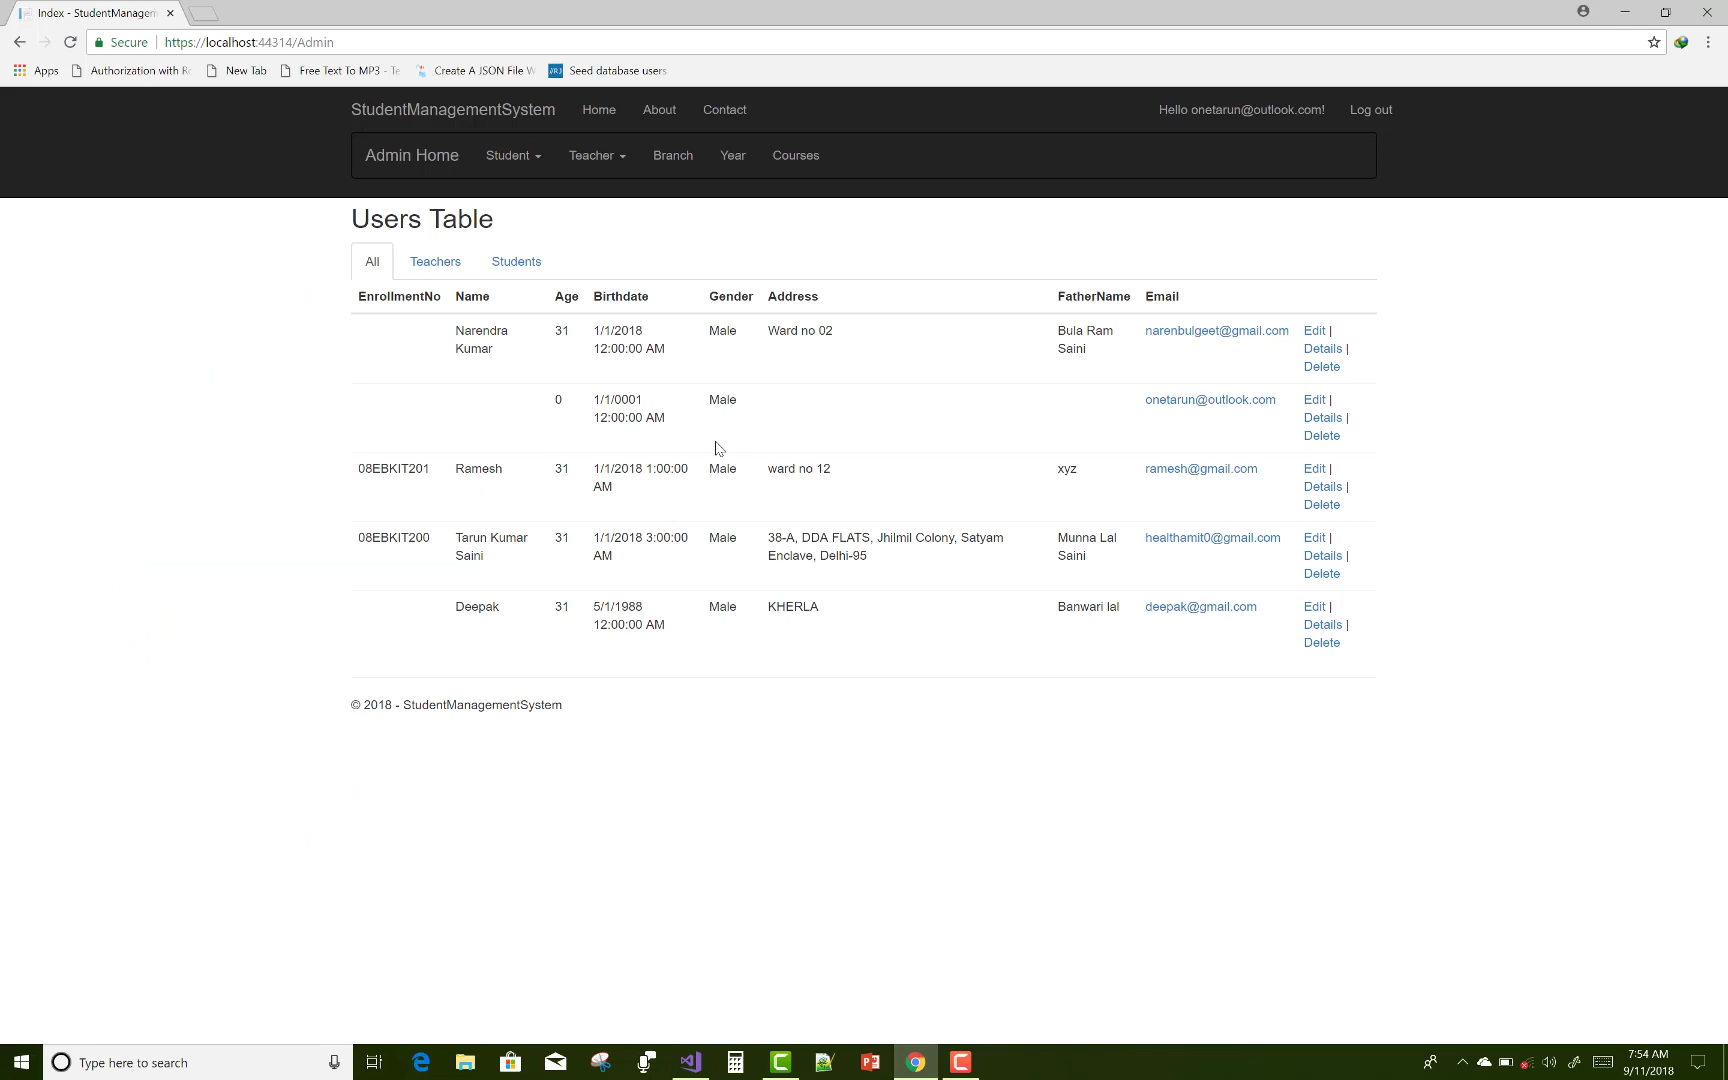 Index - StudentManagem
Secure https://localhost:44314/Admin
Apps Authorization with Ro New Tab Free Text To MP3 - Te Create A JSON File W Seed database users
StudentManagementSystem Home About Contact Hello onetarun@outlook.com! Log out
Admin Home Student Teacher Branch Year Courses
Users Table
All Teachers Students
EnrollmentNo Name Age Birthdate Gender Address FatherName Email
Narendra 31 1/1/2018 Male Ward no 02 Bula Ram narenbulgeet@gmail.com Edit |
Kumar 12:00:00 AM Saini Details |
Delete
0 1/1/0001 Male onetarun@outlook.com Edit |
12:00:00 AM Details |
Delete
08EBKIT201 Ramesh 31 1/1/2018 1:00:00 Male ward no 12 xyz ramesh@gmail.com Edit |
AM Details |
Delete
08EBKIT200 Tarun Kumar 31 1/1/2018 3:00:00 Male 38-A, DDA FLATS, Jhilmil Colony, Satyam Munna Lal healthamit0@gmail.com Edit |
Saini AM Enclave, Delhi-95 Saini Details |
Delete
Deepak 31 5/1/1988 Male KHERLA Banwari lal deepak@gmail.com Edit |
12:00:00 AM Details |
Delete
© 2018 - StudentManagementSystem
Type here to search 7:54 AM
9/11/2018